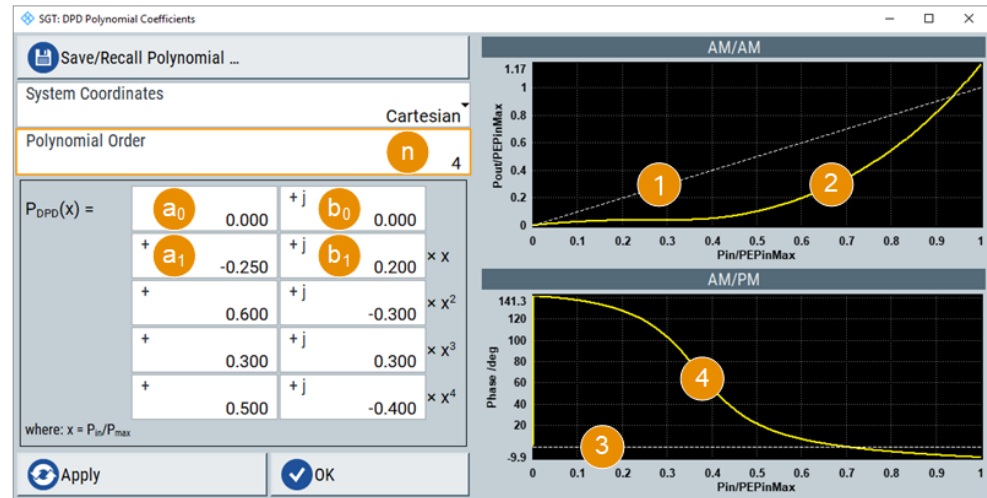 SGT: DPD Polynomial Coefficients
Save/Recall Polynomial ...
System Coordinates
Cartesian
Polynomial Order
n
4
P_DPD(x) =
a₀ 0.000 + j b₀ 0.000
+ a₁ -0.250 + j b₁ 0.200 × x
+ 0.600 + j -0.300 × x²
+ 0.300 + j 0.300 × x³
+ 0.500 + j -0.400 × x⁴
where: x = P_in/P_max
Apply
OK
AM/AM
Pout/PEPinMax
1.17
1
0.8
0.6
0.4
0.2
0
1
2
0 0.1 0.2 0.3 0.4 0.5 0.6 0.7 0.8 0.9 1
Pin/PEPinMax
AM/PM
Phase /deg
141.3
120
100
80
60
40
20
-9.9
4
3
0 0.1 0.2 0.3 0.4 0.5 0.6 0.7 0.8 0.9 1
Pin/PEPinMax